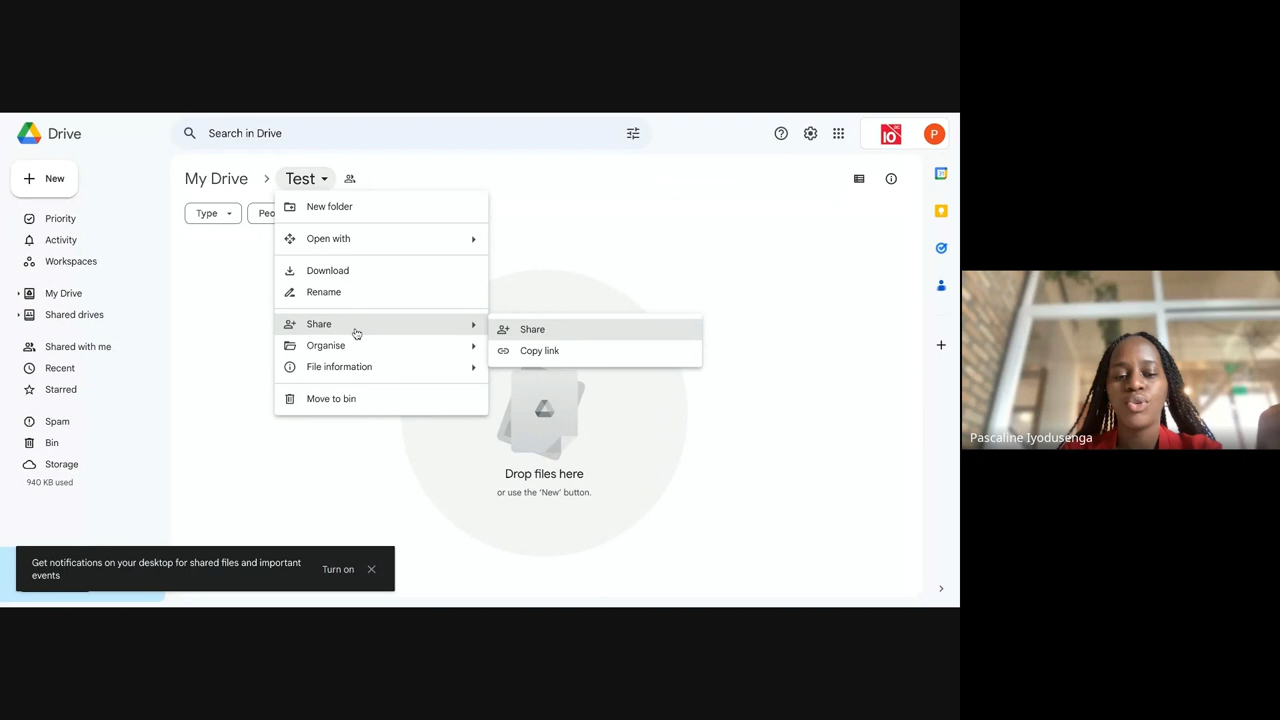 Drive
Search in Drive
IO
P
New
My Drive
Test
Type
Peo
Priority
Activity
Workspaces
My Drive
Shared drives
Shared with me
Recent
Starred
Spam
Bin
Storage
940 KB used
New folder
Open with
Download
Rename
Share
Organise
File information
Move to bin
Share
Copy link
Drop files here
or use the ‘New’ button.
Get notifications on your desktop for shared files and important
events
Turn on
Pascaline Iyodusenga